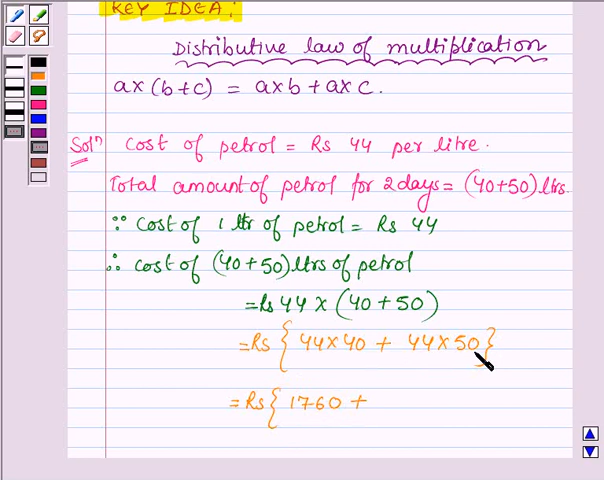 KEY IDEA:
Distributive law of multiplication
a×(b+c) = a×b + a×c.
Solⁿ Cost of petrol = Rs 44 per litre.
Total amount of petrol for 2 days = (40+50) ltrs.
∵ Cost of 1 ltr of petrol = Rs 44
∴ cost of (40+50) ltrs of petrol
= Rs 44 × (40 + 50)
= Rs { 44×40 + 44×50 }
= Rs { 1760 +